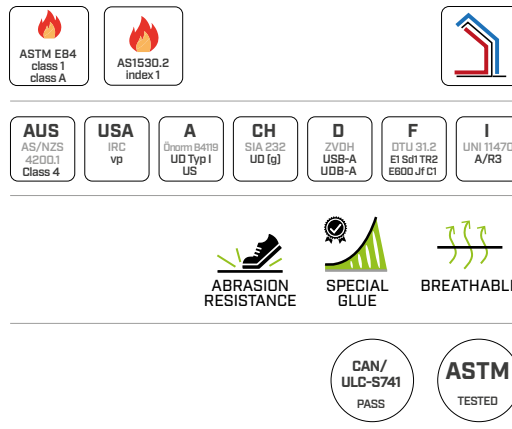 ASTM E84
class 1
class A
AS1530.2
index 1
AUS
AS/NZS
4200.1
Class 4
USA
IRC
vp
A
Önorm B4119
UD Typ I
US
CH
SIA 232
UD (g)
D
ZVDH
USB-A
UDB-A
F
DTU 31.2
E1 Sd1 TR2
E600 Jf C1
I
UNI 11470
A/R3
ABRASION
RESISTANCE
SPECIAL
GLUE
BREATHABLE
CAN/
ULC-S741
PASS
ASTM
TESTED